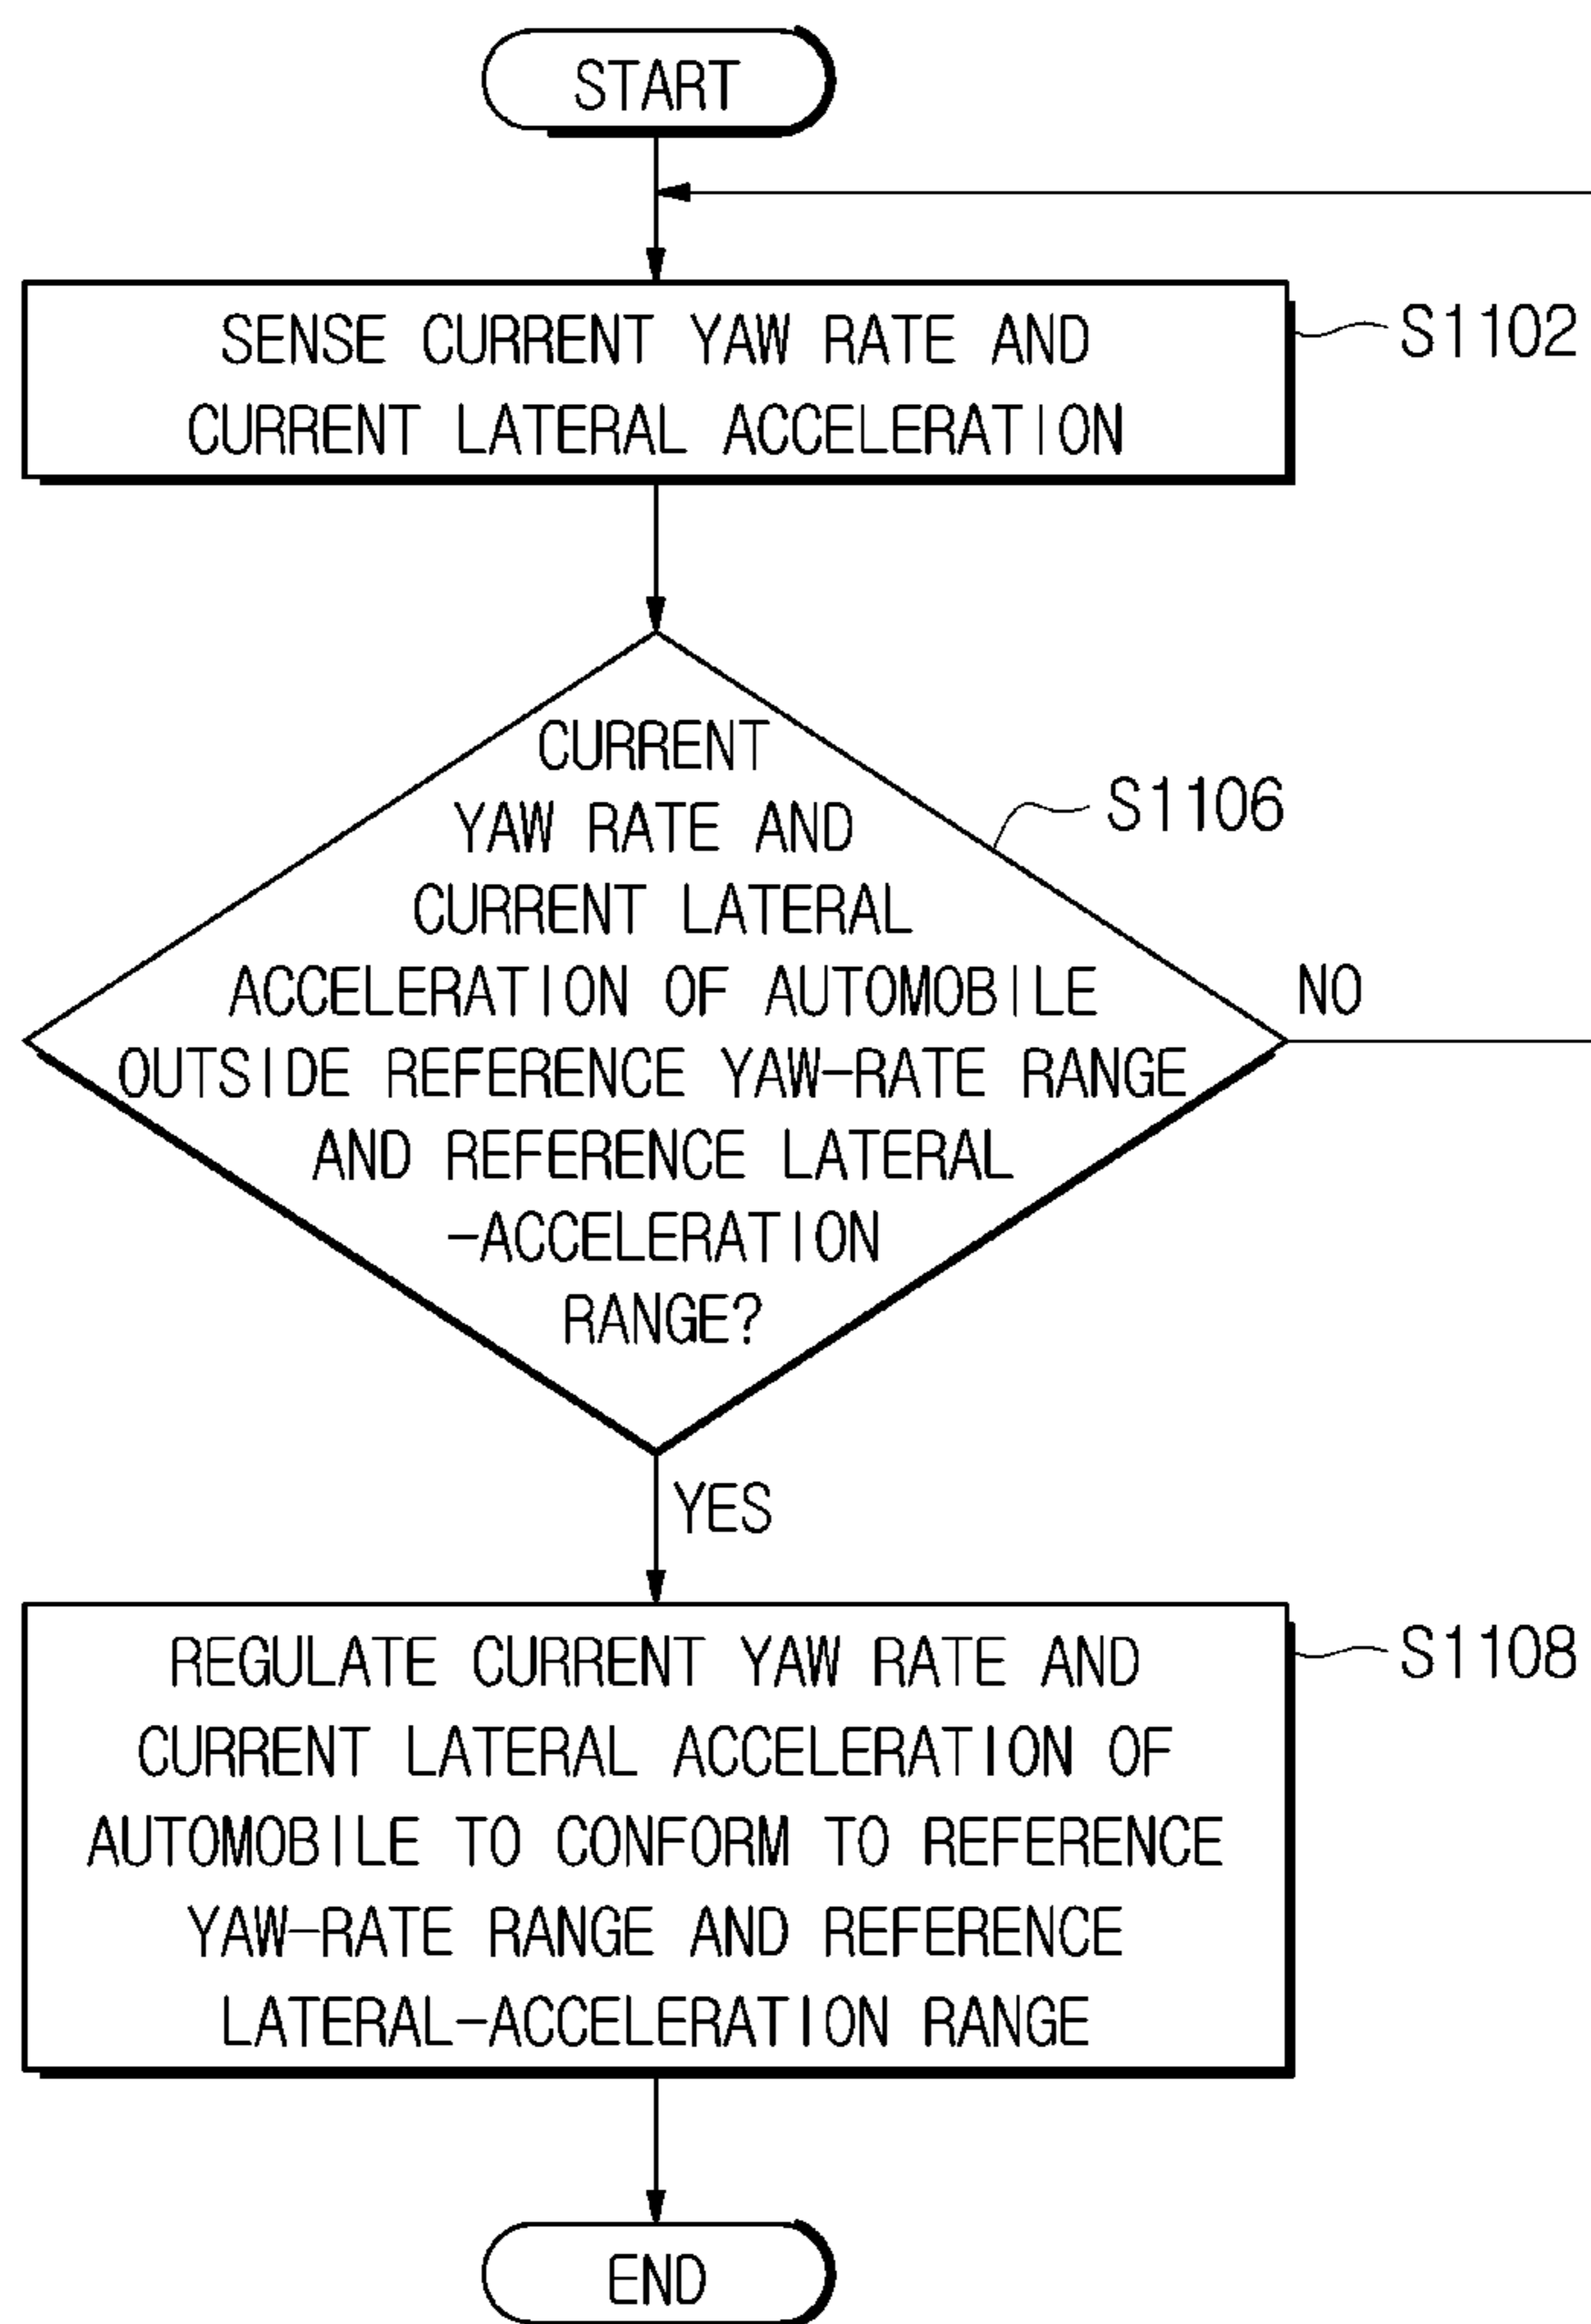 START
SENSE CURRENT YAW RATE AND
CURRENT LATERAL ACCELERATION
S1102
CURRENT
YAW RATE AND
CURRENT LATERAL
ACCELERATION OF AUTOMOBILE
OUTSIDE REFERENCE YAW-RATE RANGE
AND REFERENCE LATERAL
-ACCELERATION
RANGE?
S1106
NO
YES
REGULATE CURRENT YAW RATE AND
CURRENT LATERAL ACCELERATION OF
AUTOMOBILE TO CONFORM TO REFERENCE
YAW-RATE RANGE AND REFERENCE
LATERAL-ACCELERATION RANGE
S1108
END